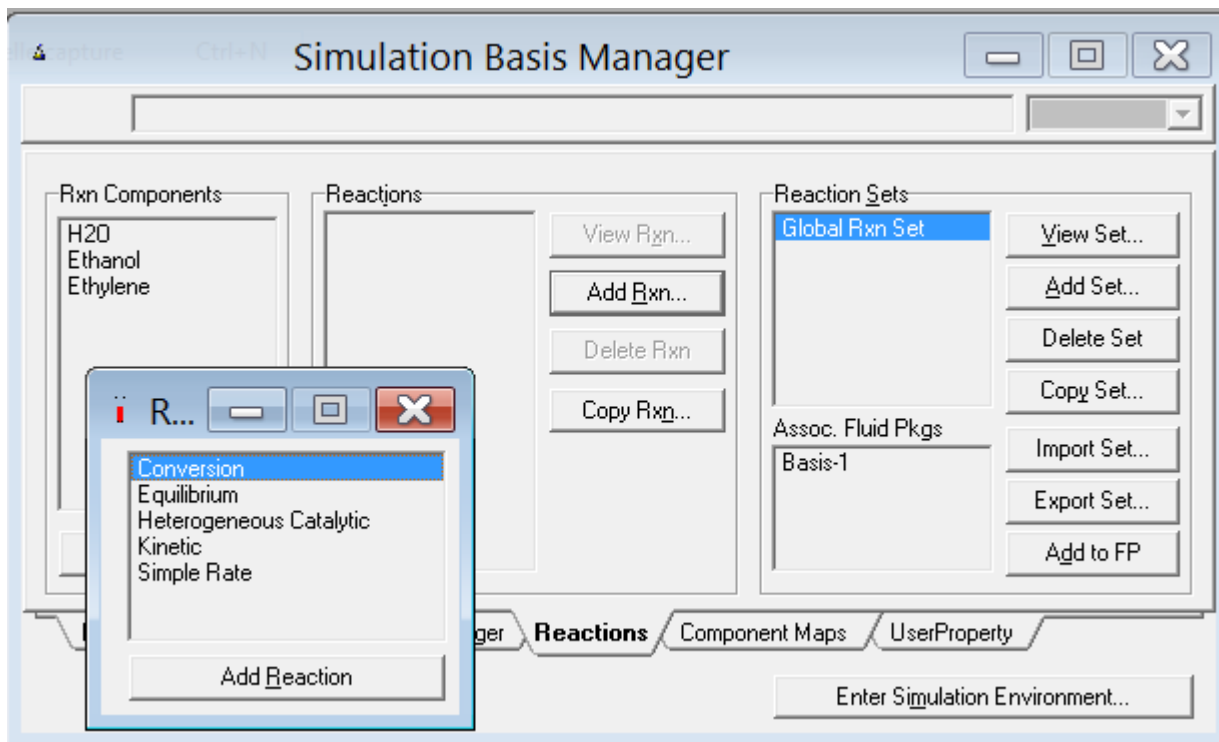 capture Ctrl+N
Simulation Basis Manager
Rxn Components
H2O
Ethanol
Ethylene
Reactions
View Rxn...
Add Rxn...
Delete Rxn
Copy Rxn...
Reaction Sets
Global Rxn Set
View Set...
Add Set...
Delete Set
Copy Set...
Import Set...
Export Set...
Add to FP
Assoc. Fluid Pkgs
Basis-1
R...
Conversion
Equilibrium
Heterogeneous Catalytic
Kinetic
Simple Rate
Add Reaction
Reactions
Component Maps
UserProperty
Enter Simulation Environment...